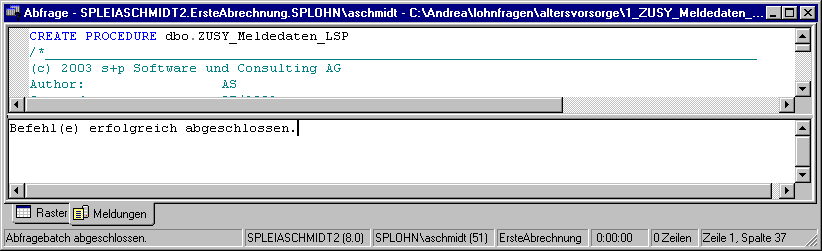 Abfrage - SPLEIASCHMIDT2.ErsteAbrechnung.SPLOHN\aschmidt - C:\Andrea\lohnfragen\altersvorsorge\1_ZUSY_Meldedaten_...
CREATE PROCEDURE dbo.ZUSY_Meldedaten_LSP
/*
(c) 2003 s+p Software und Consulting AG
Author: AS
Befehl(e) erfolgreich abgeschlossen.
Raster Meldungen
Abfragebatch abgeschlossen. SPLEIASCHMIDT2 (8.0) SPLOHN\aschmidt (51) ErsteAbrechnung 0:00:00 0 Zeilen Zeile 1, Spalte 37